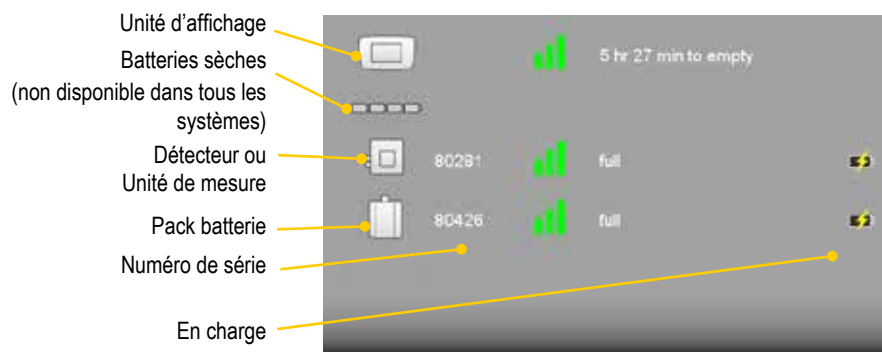 Unité d’affichage
5 hr 27 min to empty
Batteries sèches
(non disponible dans tous les
systèmes)
Détecteur ou
Unité de mesure
80281 full
Pack batterie
80426 full
Numéro de série
En charge